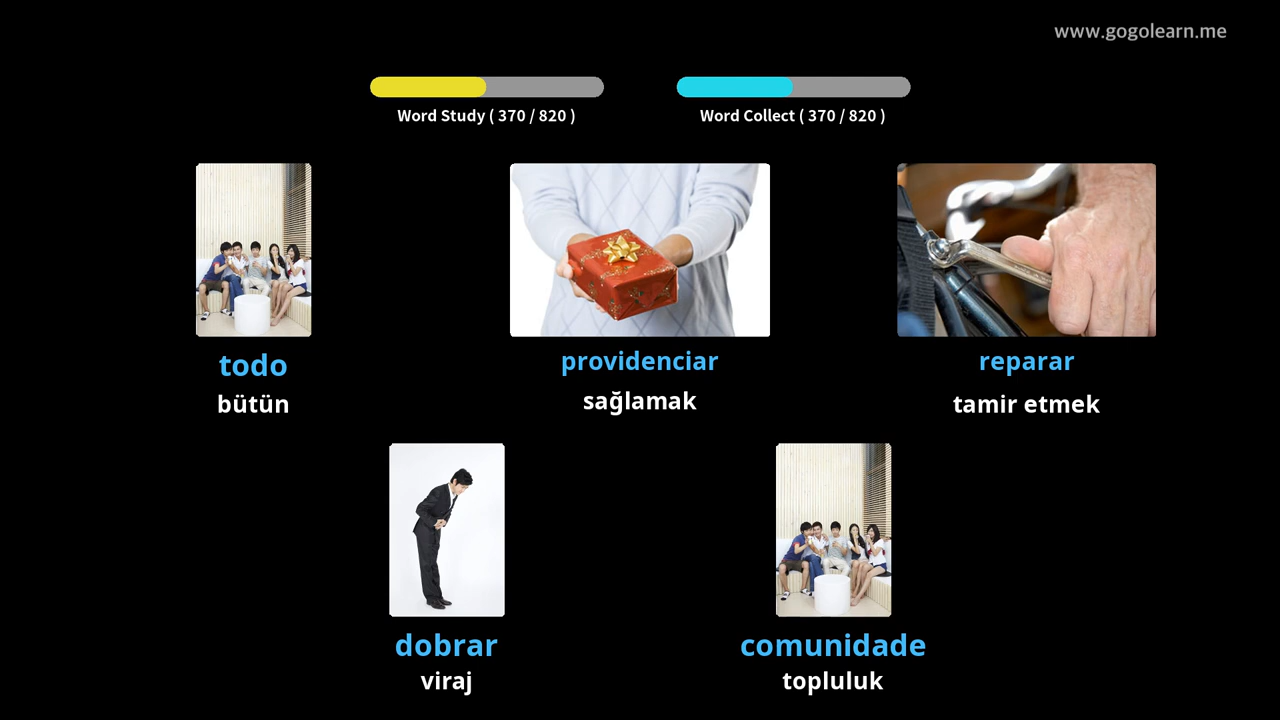 www.gogolearn.me
Word Study ( 370 / 820 )
Word Collect ( 370 / 820 )
todo
bütün
providenciar
sağlamak
reparar
tamir etmek
dobrar
viraj
comunidade
topluluk